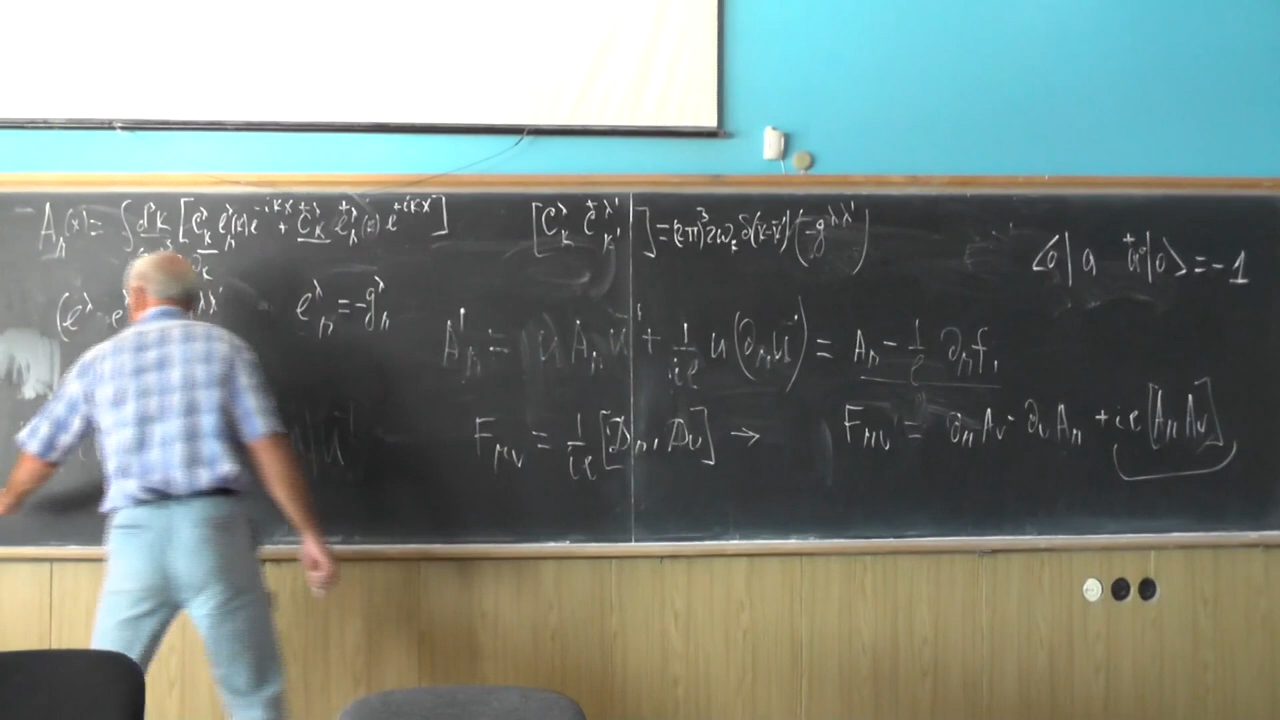 A_μ(x) = ∫ d³k [C_k^λ e_μ^λ(k) e^{-ikx} + C_k^{+λ} e_μ^{+λ}(k) e^{+ikx}]
[C_k^λ C_{k'}^{+λ'}] = (2π)³ 2ω_k δ(k-k') (-g^{λλ'})
<0| a a⁺ |0> = -1
(e^λ e
e_μ^λ = -g_μ^λ
A'_μ = U A_μ U^{-1} + 1/ie U(∂_μ U^{-1}) = A_μ - 1/e ∂_μ f,
F_μν = 1/ie [D_μ, D_ν] → F_μν = ∂_μ A_ν - ∂_ν A_μ + ie [A_μ A_ν]